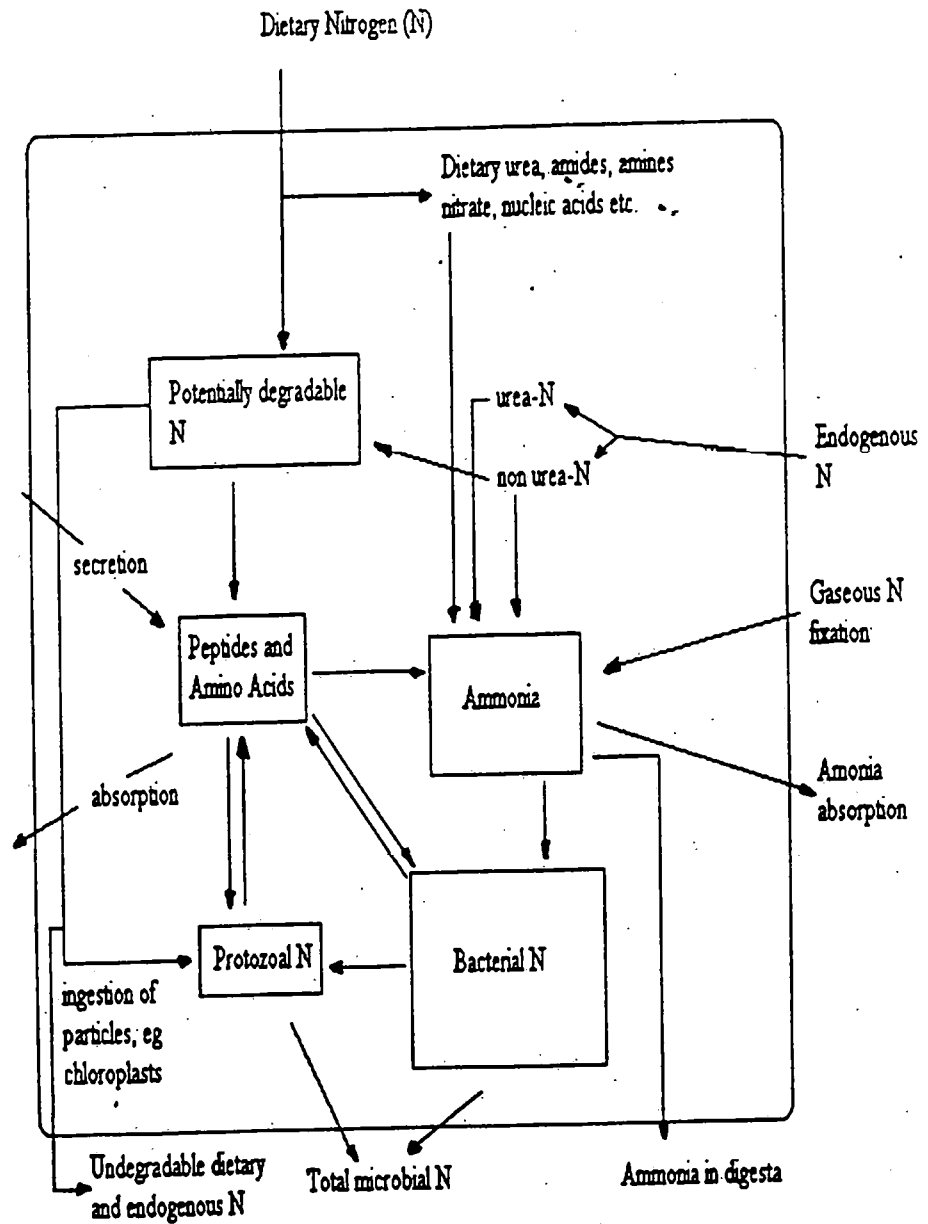 Dietary Nitrogen (N)
Dietary urea, amides, amines
nitrate, nucleic acids etc.
Potentially degradable
N
urea-N
non urea-N
Endogenous
N
secretion
Gaseous N
fixation
Peptides and
Amino Acids
Ammonia
absorption
Amonia
absorption
Protozoal N
Bacterial N
ingestion of
particles, eg
chloroplasts
Undegradable dietary
and endogenous N
Total microbial N
Ammonia in digesta